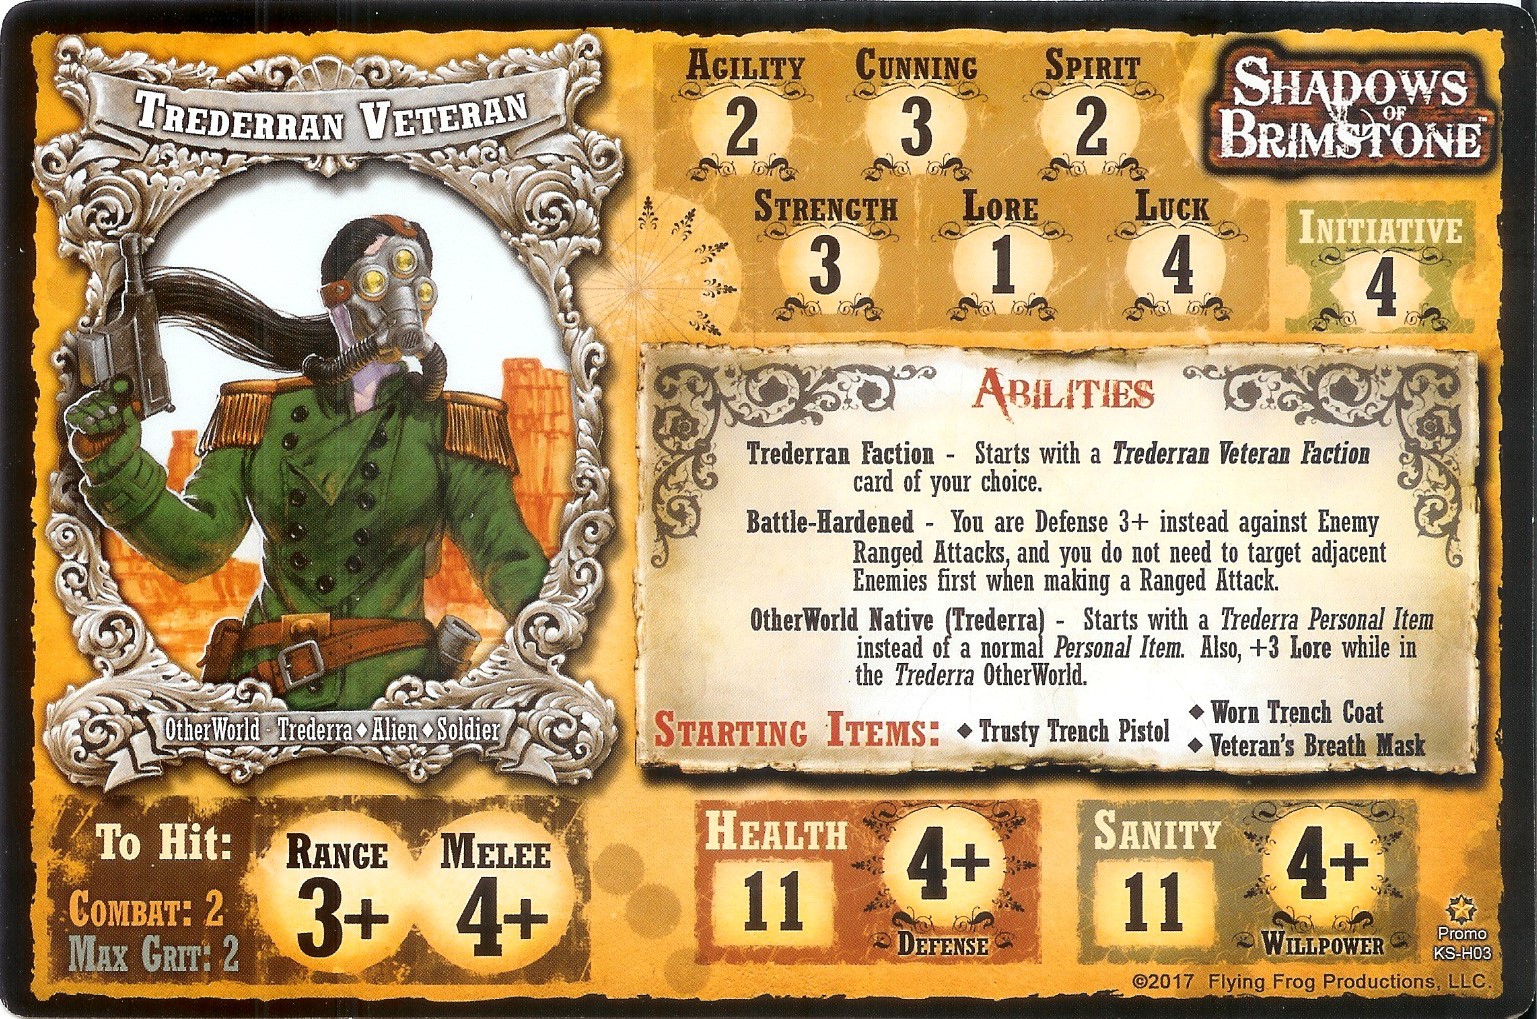 Trederran Veteran
OtherWorld - Trederra ◆ Alien ◆ Soldier
To Hit:
Combat: 2
Max Grit: 2
Range
3+
Melee
4+
Agility
2
Cunning
3
Spirit
2
Shadows
of
Brimstone™
Strength
3
Lore
1
Luck
4
Initiative
4
Abilities
Trederran Faction - Starts with a Trederran Veteran Faction
card of your choice.
Battle-Hardened - You are Defense 3+ instead against Enemy
Ranged Attacks, and you do not need to target adjacent
Enemies first when making a Ranged Attack.
OtherWorld Native (Trederra) - Starts with a Trederra Personal Item
instead of a normal Personal Item. Also, +3 Lore while in
the Trederra OtherWorld.
Starting Items:
◆ Trusty Trench Pistol
◆ Worn Trench Coat
◆ Veteran's Breath Mask
Health
11
4+
Defense
Sanity
11
4+
Willpower
Promo
KS-H03
©2017 Flying Frog Productions, LLC.